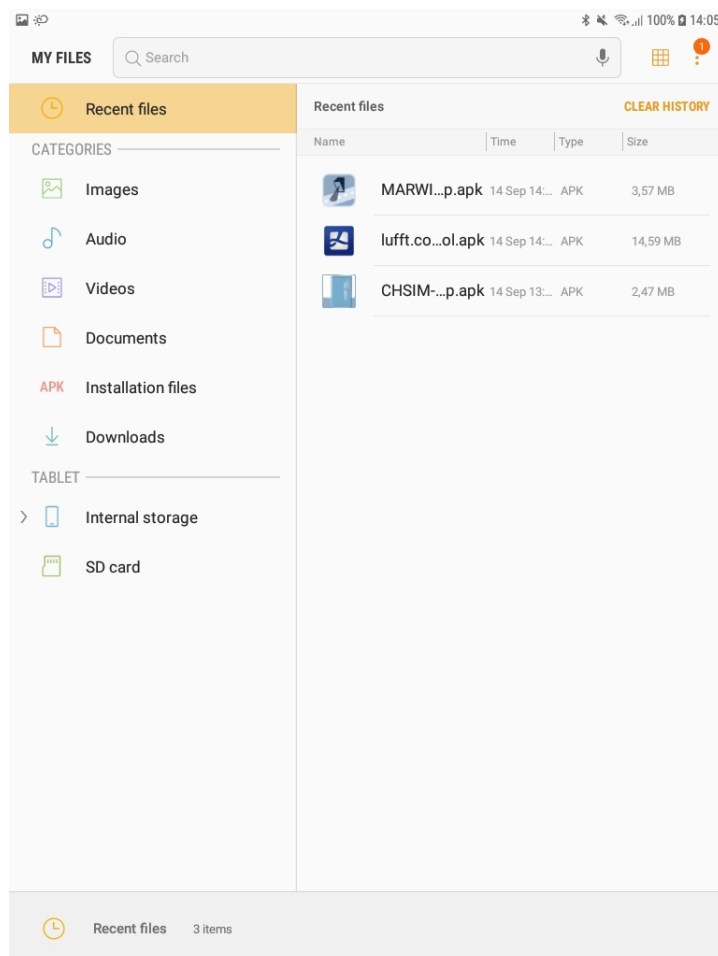 100% 14:05
MY FILES Search 1
Recent files
CATEGORIES
Images
Audio
Videos
Documents
APK Installation files
Downloads
TABLET
Internal storage
SD card
Recent files CLEAR HISTORY
Name Time Type Size
MARWI...p.apk 14 Sep 14:... APK 3,57 MB
lufft.co...ol.apk 14 Sep 14:... APK 14,59 MB
CHSIM-...p.apk 14 Sep 13:... APK 2,47 MB
Recent files 3 items